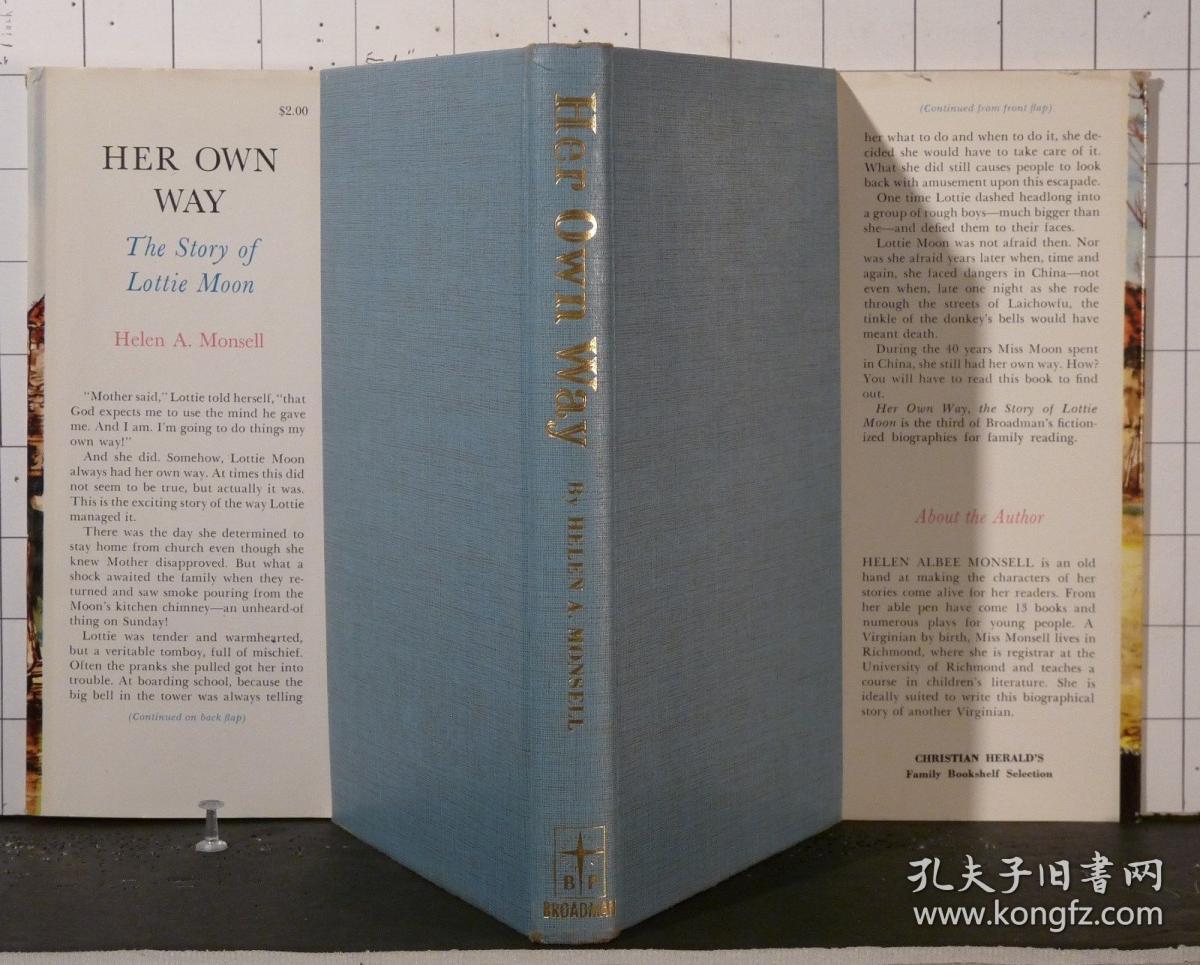 $2.00
HER OWN
WAY
The Story of
Lottie Moon
Helen A. Monsell
"Mother said," Lottie told herself, "that
God expects me to use the mind he gave
me. And I am. I'm going to do things my
own way!"
And she did. Somehow, Lottie Moon
always had her own way. At times this did
not seem to be true, but actually it was.
This is the exciting story of the way Lottie
managed it.
There was the day she determined to
stay home from church even though she
knew Mother disapproved. But what a
shock awaited the family when they re-
turned and saw smoke pouring from the
Moon's kitchen chimney—an unheard-of
thing on Sunday!
Lottie was tender and warmhearted,
but a veritable tomboy, full of mischief.
Often the pranks she pulled got her into
trouble. At boarding school, because the
big bell in the tower was always telling
(Continued on back flap)
Her Own Way
By HELEN A. MONSELL
B P
BROADMAN
(Continued from front flap)
her what to do and when to do it, she de-
cided she would have to take care of it.
What she did still causes people to look
back with amusement upon this escapade.
One time Lottie dashed headlong into
a group of rough boys—much bigger than
she—and defied them to their faces.
Lottie Moon was not afraid then. Nor
was she afraid years later when, time and
again, she faced dangers in China—not
even when, late one night as she rode
through the streets of Laichowfu, the
tinkle of the donkey's bells would have
meant death.
During the 40 years Miss Moon spent
in China, she still had her own way. How?
You will have to read this book to find
out.
Her Own Way, the Story of Lottie
Moon is the third of Broadman's fiction-
ized biographies for family reading.
About the Author
HELEN ALBEE MONSELL is an old
hand at making the characters of her
stories come alive for her readers. From
her able pen have come 13 books and
numerous plays for young people. A
Virginian by birth, Miss Monsell lives in
Richmond, where she is registrar at the
University of Richmond and teaches a
course in children's literature. She is
ideally suited to write this biographical
story of another Virginian.
CHRISTIAN HERALD'S
Family Bookshelf Selection
孔夫子旧书网
www.kongfz.com